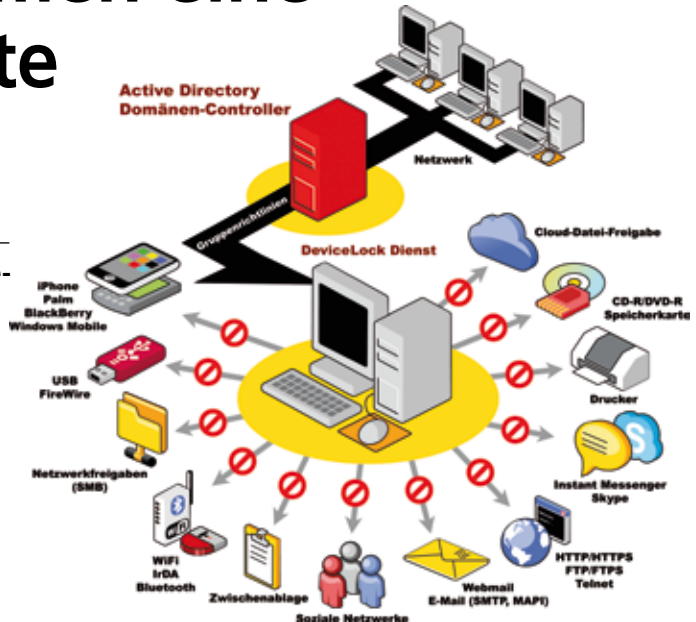 te
Active Directory
Domänen-Controller
Netzwerk
Gruppenrichtlinien
DeviceLock Dienst
Cloud-Datei-Freigabe
iPhone
Palm
BlackBerry
Windows Mobile
CD-R/DVD-R
Speicherkarte
USB
FireWire
Drucker
Netzwerkfreigaben
(SMB)
Instant Messenger
Skype
S
WiFi
IrDA
Bluetooth
Zwischenablage
Soziale Netzwerke
Webmail
E-Mail (SMTP, MAPI)
HTTP/HTTPS
FTP/FTPS
Telnet